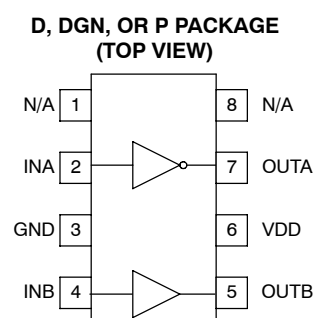 D, DGN, OR P PACKAGE
(TOP VIEW)
N/A 1 8 N/A
INA 2 7 OUTA
GND 3 6 VDD
INB 4 5 OUTB